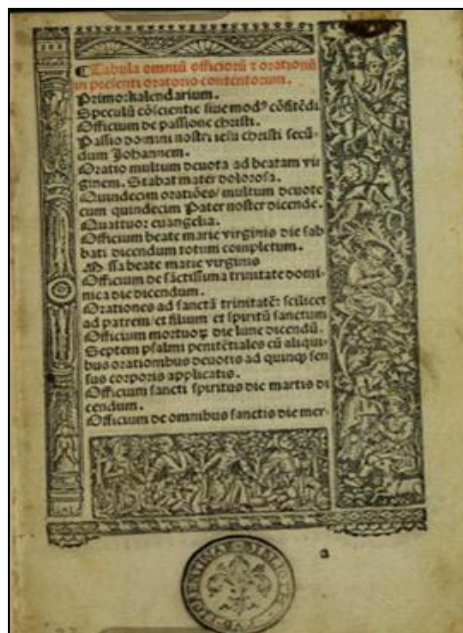 ¶Tabula omniũ officiorũ ⁊ orationũ
in presenti oratorio contentorum.
Primo: kalendarium.
Speculũ cõscientie siue modꝰ cõfitẽdi.
Officium de passione christi.
Passio domini nostri iesu christi secũ-
dum Johannem.
Oratio multum deuota ad beatam vir
ginem. Stabat mater dolorosa.
Quindecim oratiões/ multum deuote
cum quindecim Pater noster dicende.
Quattuor euangelia.
Officium beate marie virginis die sab
bati dicendum totum completum.
Missa beate marie virginis
Officium de sãctissima trinitate domi-
nica die dicendum.
Orationes ad sanctã trinitatẽ: scilicet
ad patrem/ et filium et spiritũ sanctum
Officium mortuoꝝ die lune dicendũ.
Septem psalmi penitẽtiales cũ aliqui-
bus orationibus deuotis ad quinqꝫ sen
sus corporis applicatis.
Officium sancti spiritus die martis di
cendum.
Officium de omnibus sanctis die mer-
a